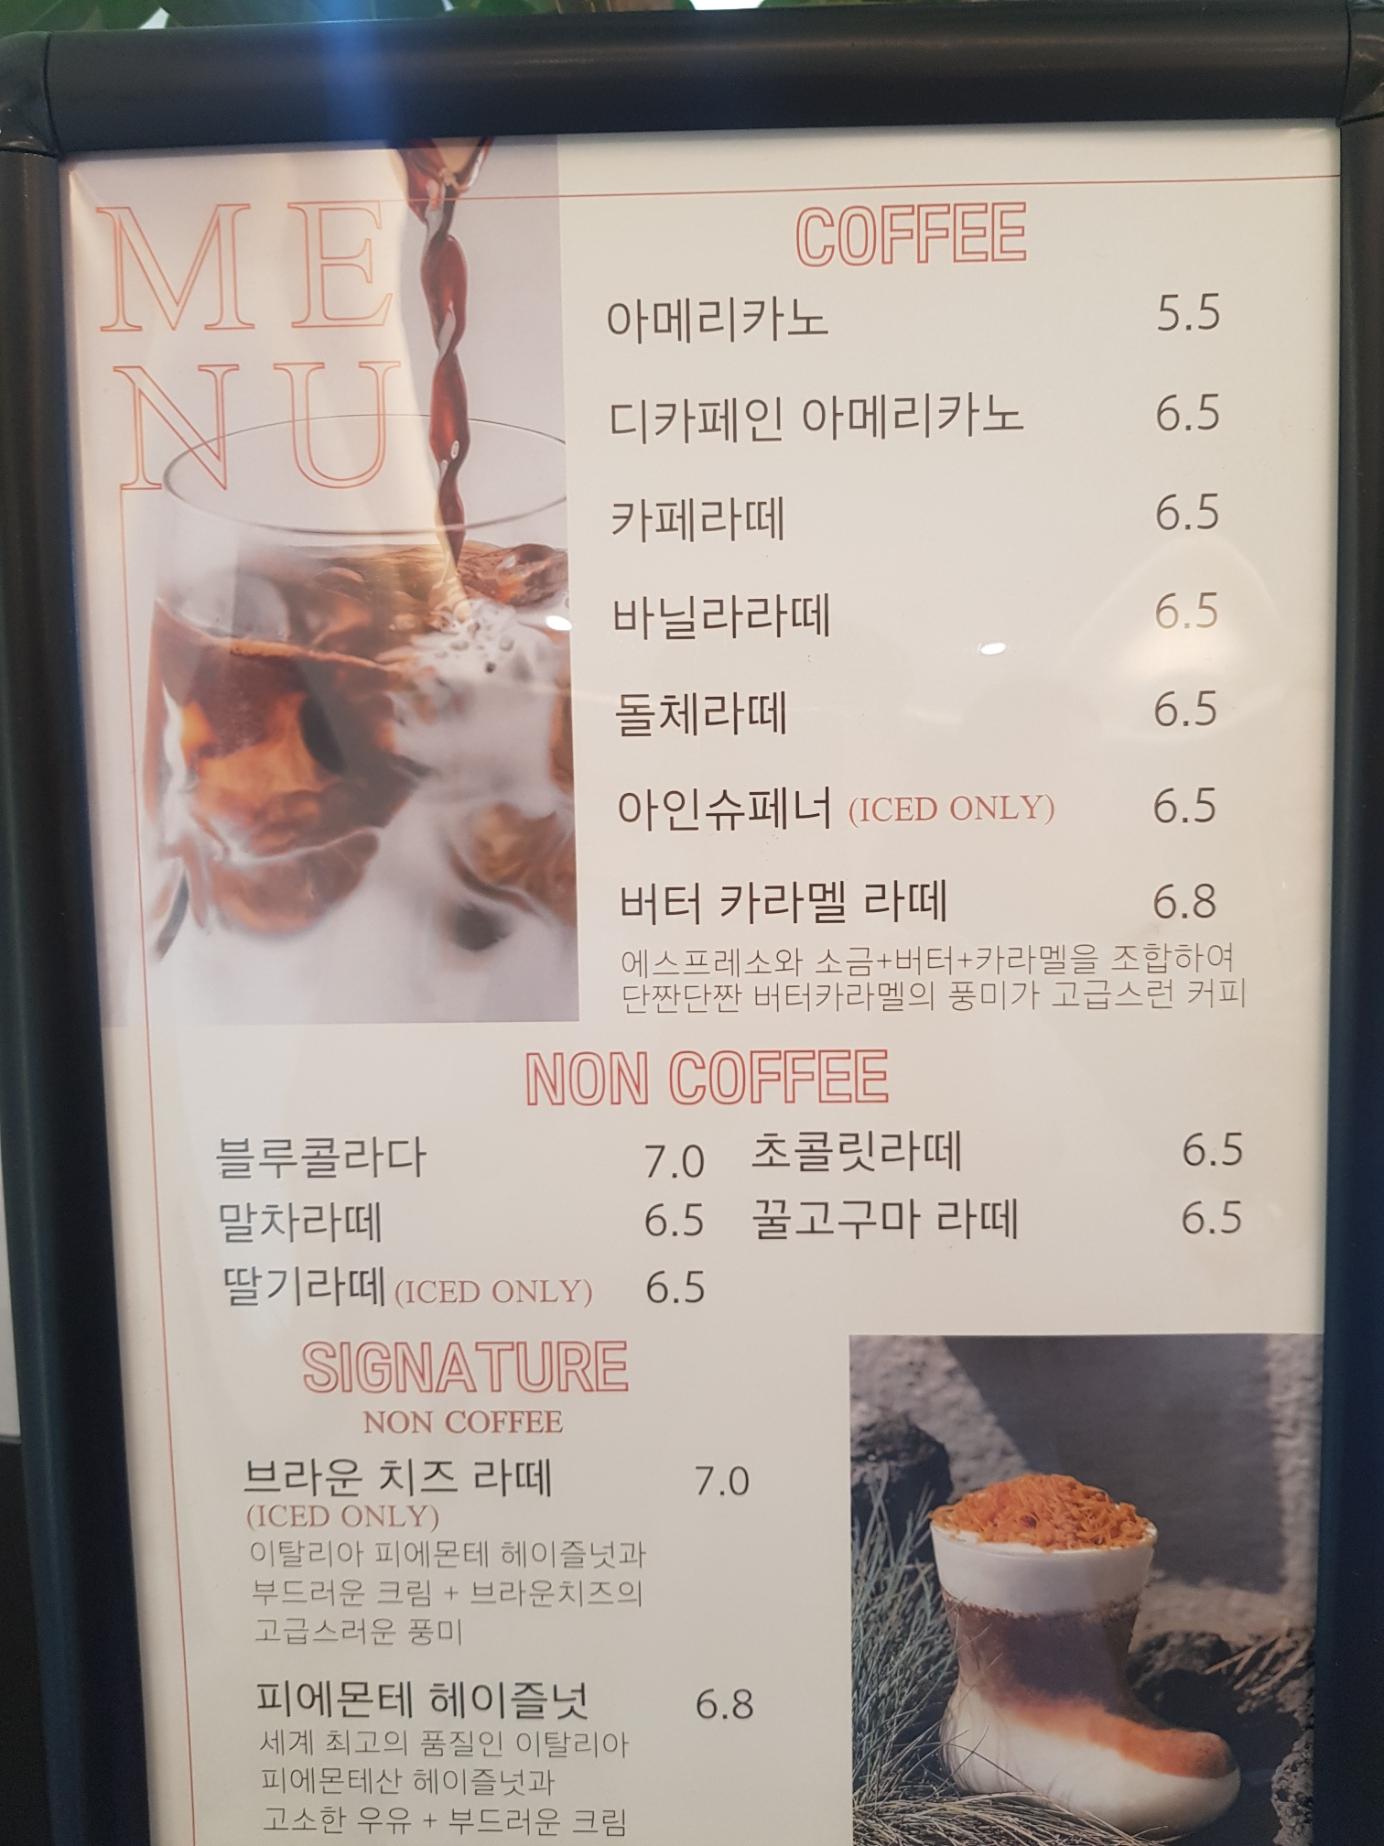 ME
NU
COFFEE
아메리카노 5.5
디카페인 아메리카노 6.5
카페라떼 6.5
바닐라라떼 6.5
돌체라떼 6.5
아인슈페너 (ICED ONLY) 6.5
버터 카라멜 라떼 6.8
에스프레소와 소금+버터+카라멜을 조합하여
단짠단짠 버터카라멜의 풍미가 고급스런 커피
NON COFFEE
블루콜라다 7.0 초콜릿라떼 6.5
말차라떼 6.5 꿀고구마 라떼 6.5
딸기라떼 (ICED ONLY) 6.5
SIGNATURE
NON COFFEE
브라운 치즈 라떼 7.0
(ICED ONLY)
이탈리아 피에몬테 헤이즐넛과
부드러운 크림 + 브라운치즈의
고급스러운 풍미
피에몬테 헤이즐넛 6.8
세계 최고의 품질인 이탈리아
피에몬테산 헤이즐넛과
고소한 우유 + 부드러운 크림